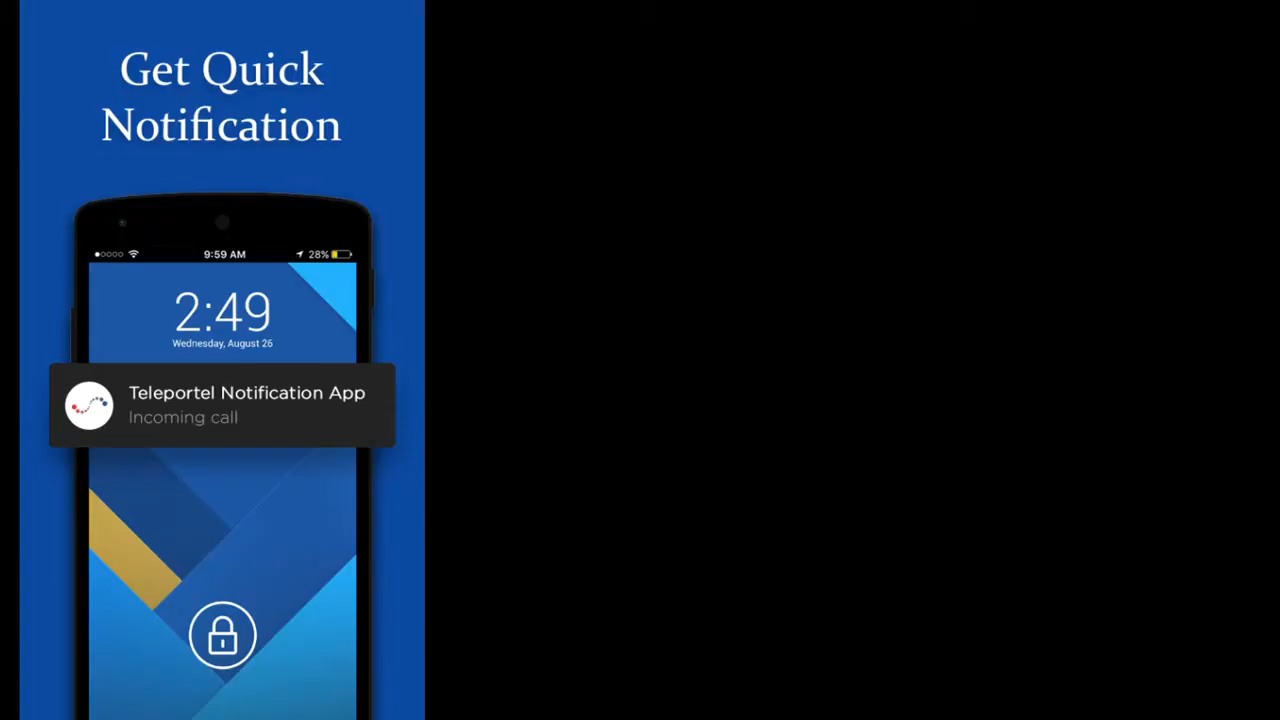 Get Quick
Notification
9:59 AM
28%
2:49
Wednesday, August 26
Teleportel Notification App
Incoming call